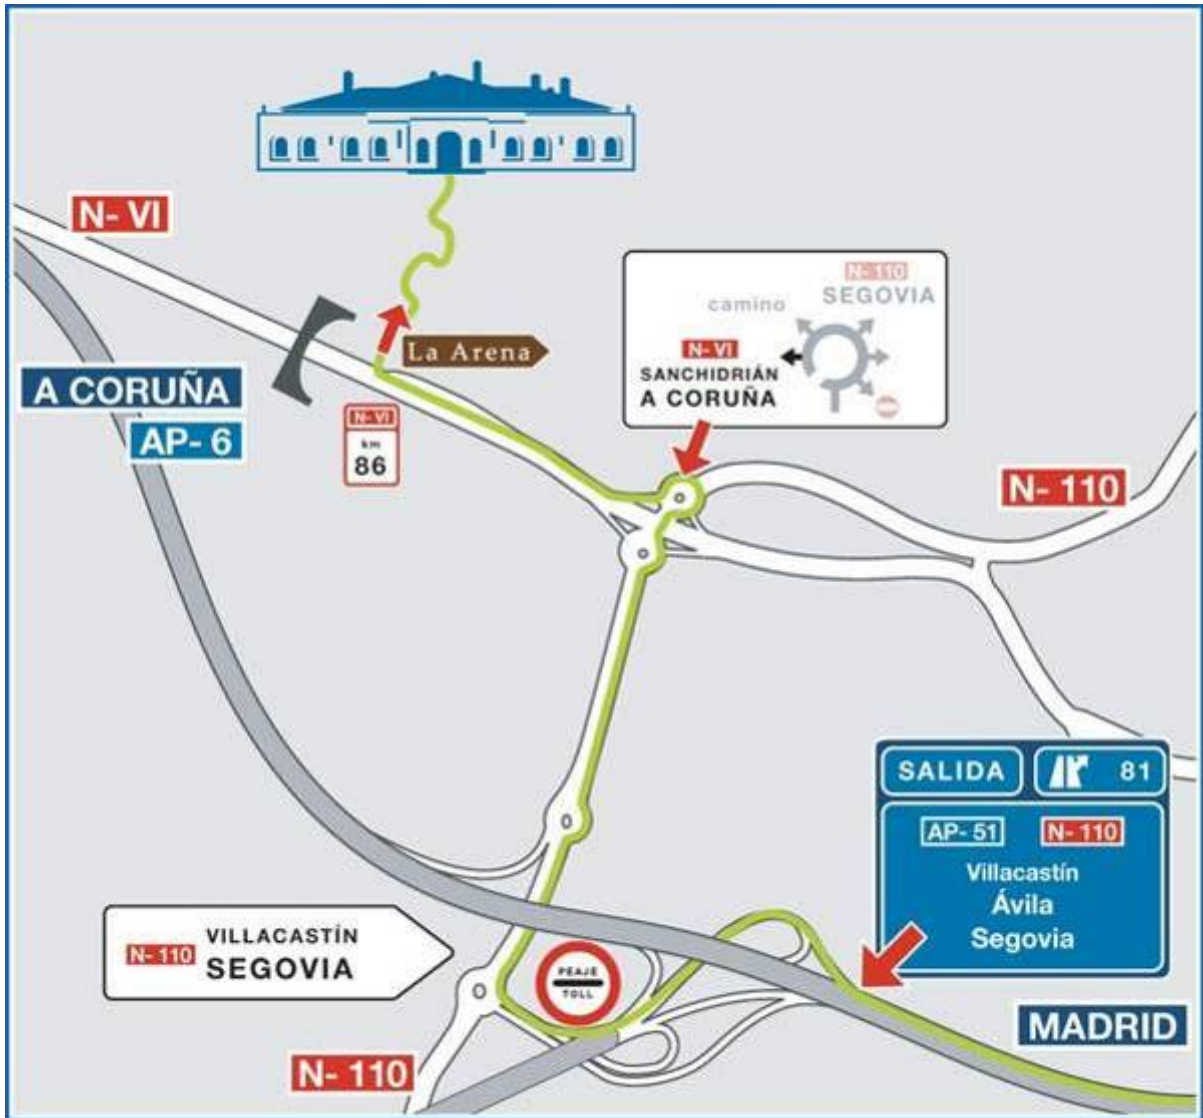 N- VI
N- 110
SEGOVIA
camino
N- VI
SANCHIDRIÁN
A CORUÑA
La Arena
A CORUÑA
AP- 6
N- VI
km
86
N- 110
SALIDA
81
AP- 51
N- 110
Villacastín
Ávila
Segovia
VILLACASTÍN
N- 110
SEGOVIA
PEAJE
TOLL
MADRID
N- 110